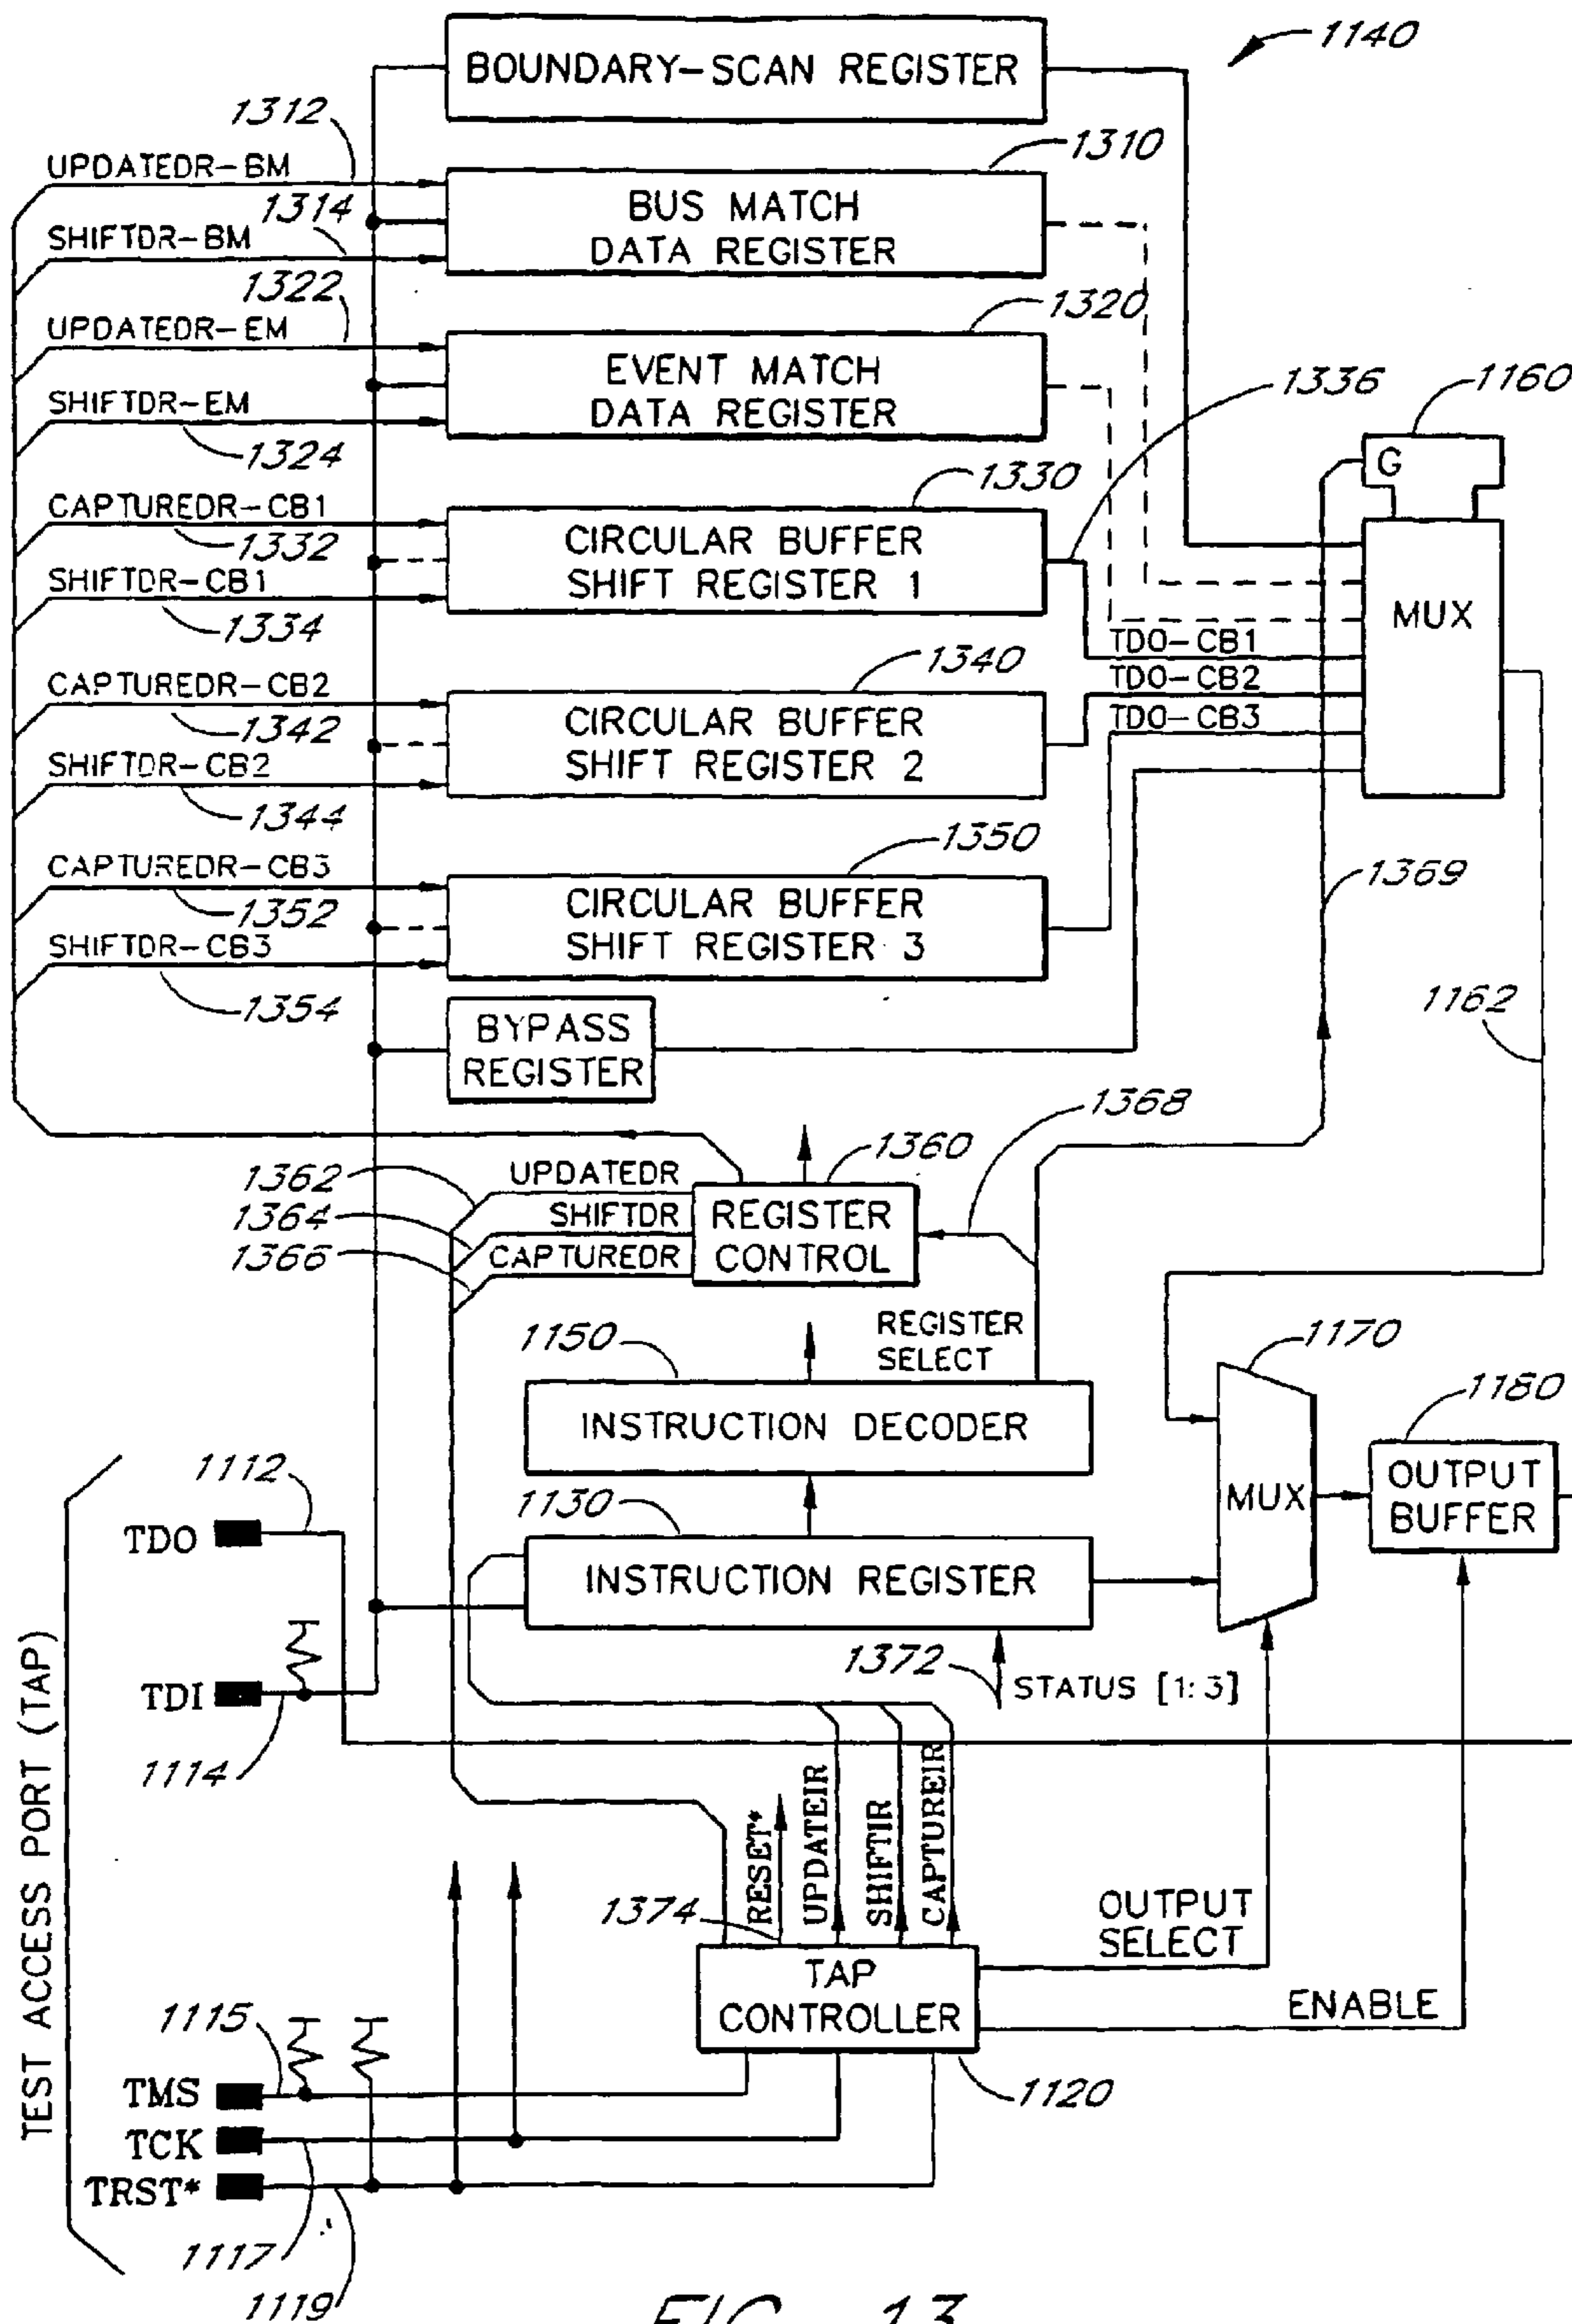 1140
BOUNDARY-SCAN REGISTER
1312
1310
UPDATEDR-BM
1314
BUS MATCH
DATA REGISTER
SHIFTDR-BM
1322
1320
UPDATEDR-EM
EVENT MATCH
DATA REGISTER
1336
1160
SHIFTDR-EM
1324
G
1330
CAPTUREDR-CB1
1332
CIRCULAR BUFFER
SHIFT REGISTER 1
SHIFTDR-CB1
1334
MUX
TDO-CB1
1340
TDO-CB2
CAPTUREDR-CB2
1342
CIRCULAR BUFFER
SHIFT REGISTER 2
TDO-CB3
SHIFTDR-CB2
1344
1350
CAPTUREDR-CB3
1352
CIRCULAR BUFFER
SHIFT REGISTER 3
1369
SHIFTDR-CB3
1354
1162
BYPASS
REGISTER
1368
1360
1362
UPDATEDR
1364
SHIFTDR
REGISTER
CONTROL
1366
CAPTUREDR
1150
REGISTER
SELECT
1170
1180
INSTRUCTION DECODER
1112
TDO
1130
MUX
OUTPUT
BUFFER
INSTRUCTION REGISTER
1372
STATUS [1:3]
TDI
1114
TEST ACCESS PORT (TAP)
RESET*
UPDATEIR
SHIFTIR
CAPTUREIR
1374
OUTPUT
SELECT
TAP
CONTROLLER
ENABLE
1115
TMS
1120
TCK
TRST*
1117
1119
FIG. 13